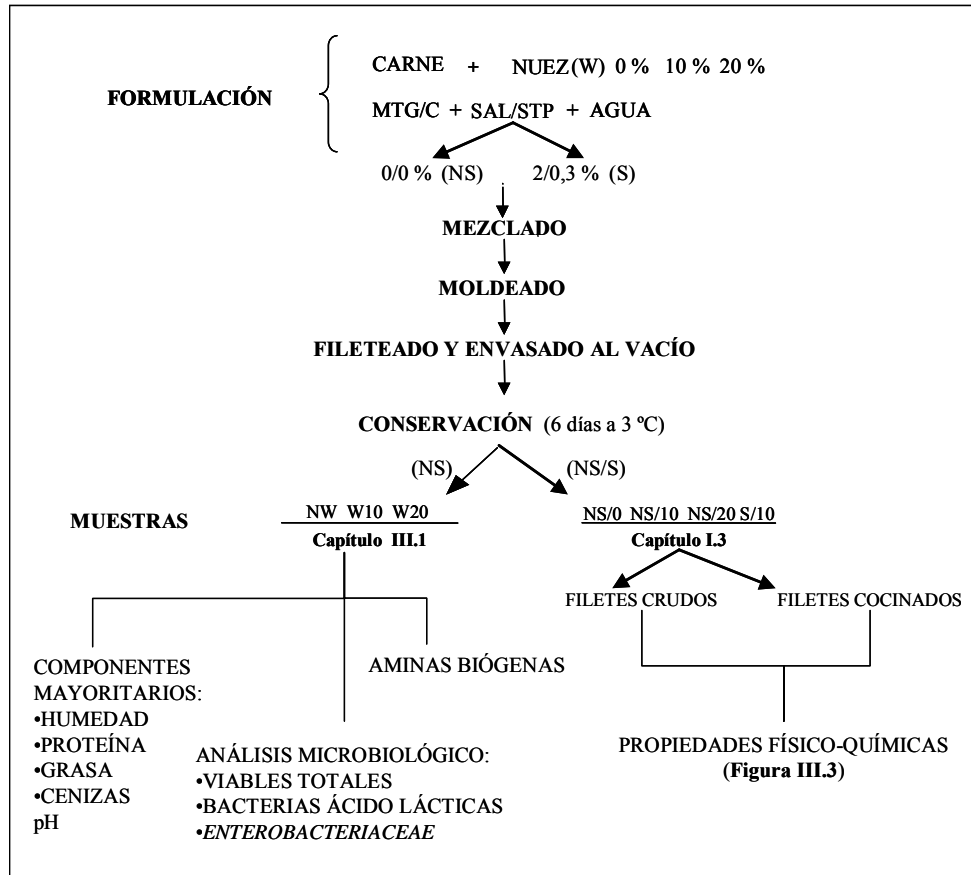 CARNE + NUEZ(W) 0 % 10 % 20 %
FORMULACIÓN
MTG/C + SAL/STP + AGUA
0/0 % (NS) 2/0,3 % (S)
MEZCLADO
MOLDEADO
FILETEADO Y ENVASADO AL VACÍO
CONSERVACIÓN (6 días a 3 ºC)
(NS) (NS/S)
MUESTRAS
NW W10 W20
Capítulo III.1
NS/0 NS/10 NS/20 S/10
Capítulo I.3
FILETES CRUDOS FILETES COCINADOS
COMPONENTES
MAYORITARIOS:
•HUMEDAD
•PROTEÍNA
•GRASA
•CENIZAS
pH
ANÁLISIS MICROBIOLÓGICO:
•VIABLES TOTALES
•BACTERIAS ÁCIDO LÁCTICAS
•ENTEROBACTERIACEAE
AMINAS BIÓGENAS
PROPIEDADES FÍSICO-QUÍMICAS
(Figura III.3)